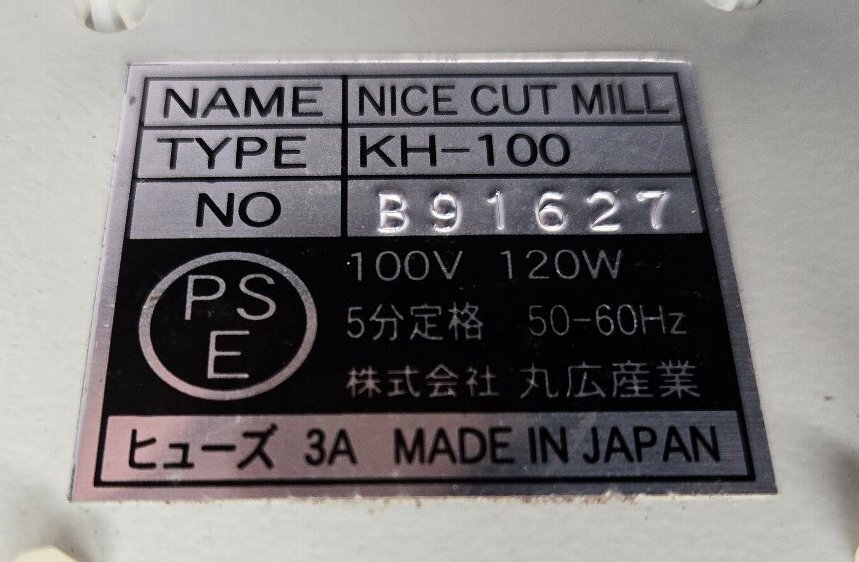 NAME NICE CUT MILL
TYPE KH-100
NO B91627
PS
E
100V 120W
5分定格 50-60Hz
株式会社 丸広産業
ヒューズ 3A MADE IN JAPAN